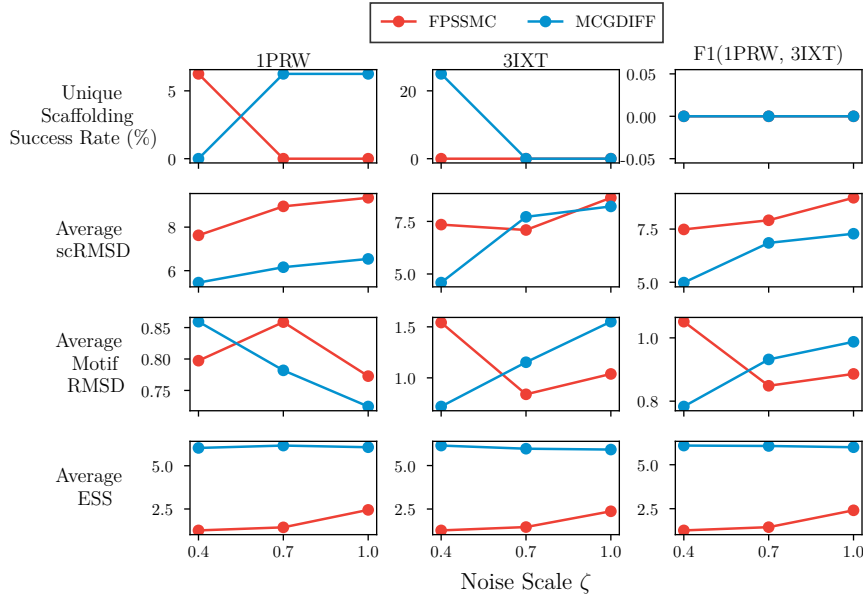 FPSSMC MCGDIFF
1PRW 3IXT F1(1PRW, 3IXT)
Unique
Scaffolding
Success Rate (%)
5
0
20
0
0.05
0.00
-0.05
Average
scRMSD
8
6
7.5
5.0
7.5
5.0
Average
Motif
RMSD
0.85
0.80
0.75
1.5
1.0
1.0
0.8
Average
ESS
5.0
2.5
5.0
2.5
5.0
2.5
0.4 0.7 1.0 0.4 0.7 1.0 0.4 0.7 1.0
Noise Scale ζ